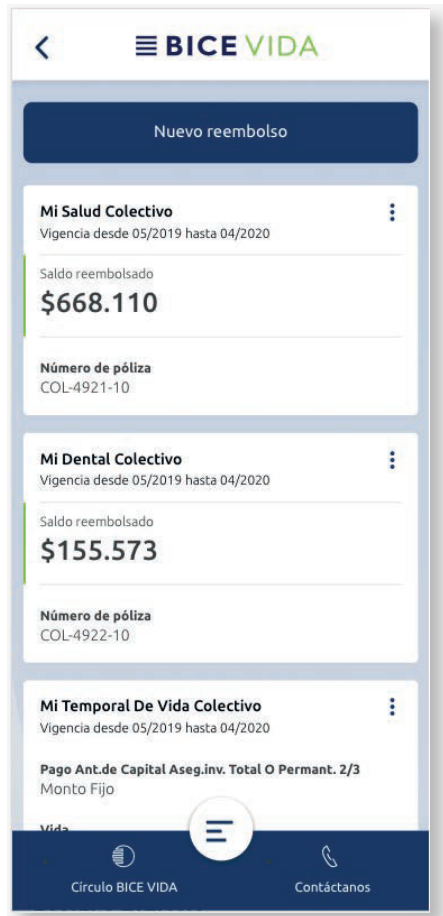 BICE VIDA
Nuevo reembolso
Mi Salud Colectivo
Vigencia desde 05/2019 hasta 04/2020
Saldo reembolsado
$668.110
Número de póliza
COL-4921-10
Mi Dental Colectivo
Vigencia desde 05/2019 hasta 04/2020
Saldo reembolsado
$155.573
Número de póliza
COL-4922-10
Mi Temporal De Vida Colectivo
Vigencia desde 05/2019 hasta 04/2020
Pago Ant.de Capital Aseg.inv. Total O Permant. 2/3
Monto Fijo
Vida
Círculo BICE VIDA
Contáctanos